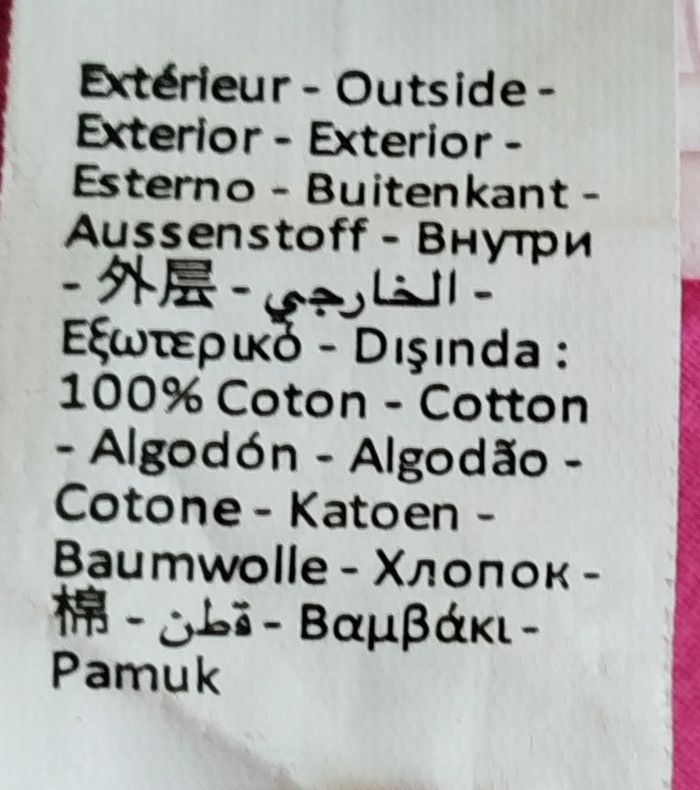 Extérieur - Outside -
Exterior - Exterior -
Esterno - Buitenkant -
Aussenstoff - Внутри
- 外层 - الخارجي -
Εξωτερικό - Dışında :
100% Coton - Cotton
- Algodón - Algodão -
Cotone - Katoen -
Baumwolle - Хлопок -
棉 - قطن - Βαμβάκι -
Pamuk